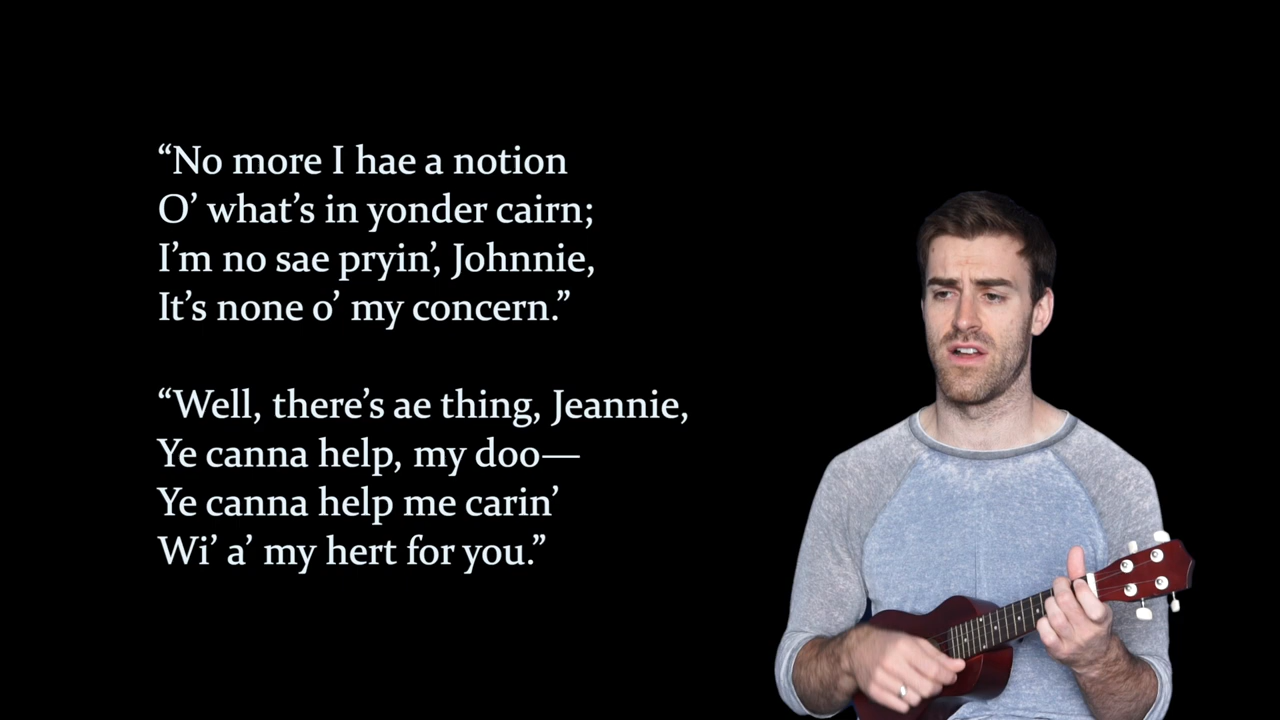 “No more I hae a notion
O’ what’s in yonder cairn;
I’m no sae pryin’, Johnnie,
It’s none o’ my concern.”
“Well, there’s ae thing, Jeannie,
Ye canna help, my doo—
Ye canna help me carin’
Wi’ a’ my hert for you.”